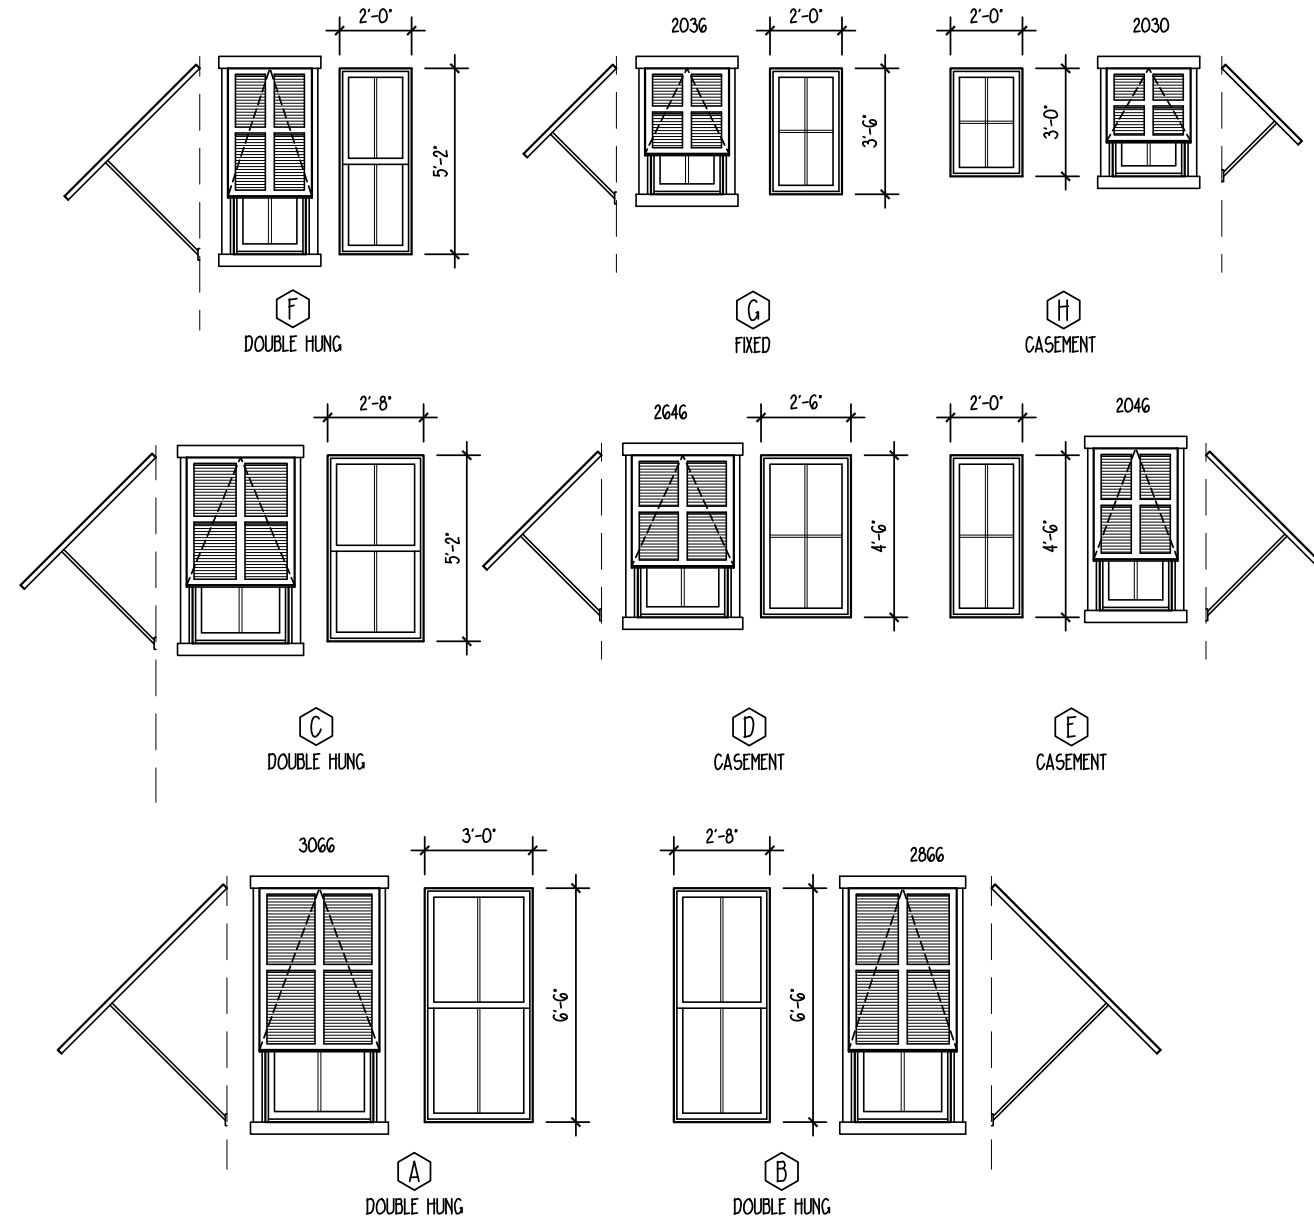 2'-0"
5'-2"
F
DOUBLE HUNG
2036
2'-0"
3'-6"
G
FIXED
2'-0"
2030
3'-0"
H
CASEMENT
2'-8"
5'-2"
C
DOUBLE HUNG
2646
2'-6"
4'-6"
D
CASEMENT
2'-0"
2046
4'-6"
E
CASEMENT
3066
3'-0"
6'-6"
A
DOUBLE HUNG
2'-8"
2866
6'-6"
B
DOUBLE HUNG